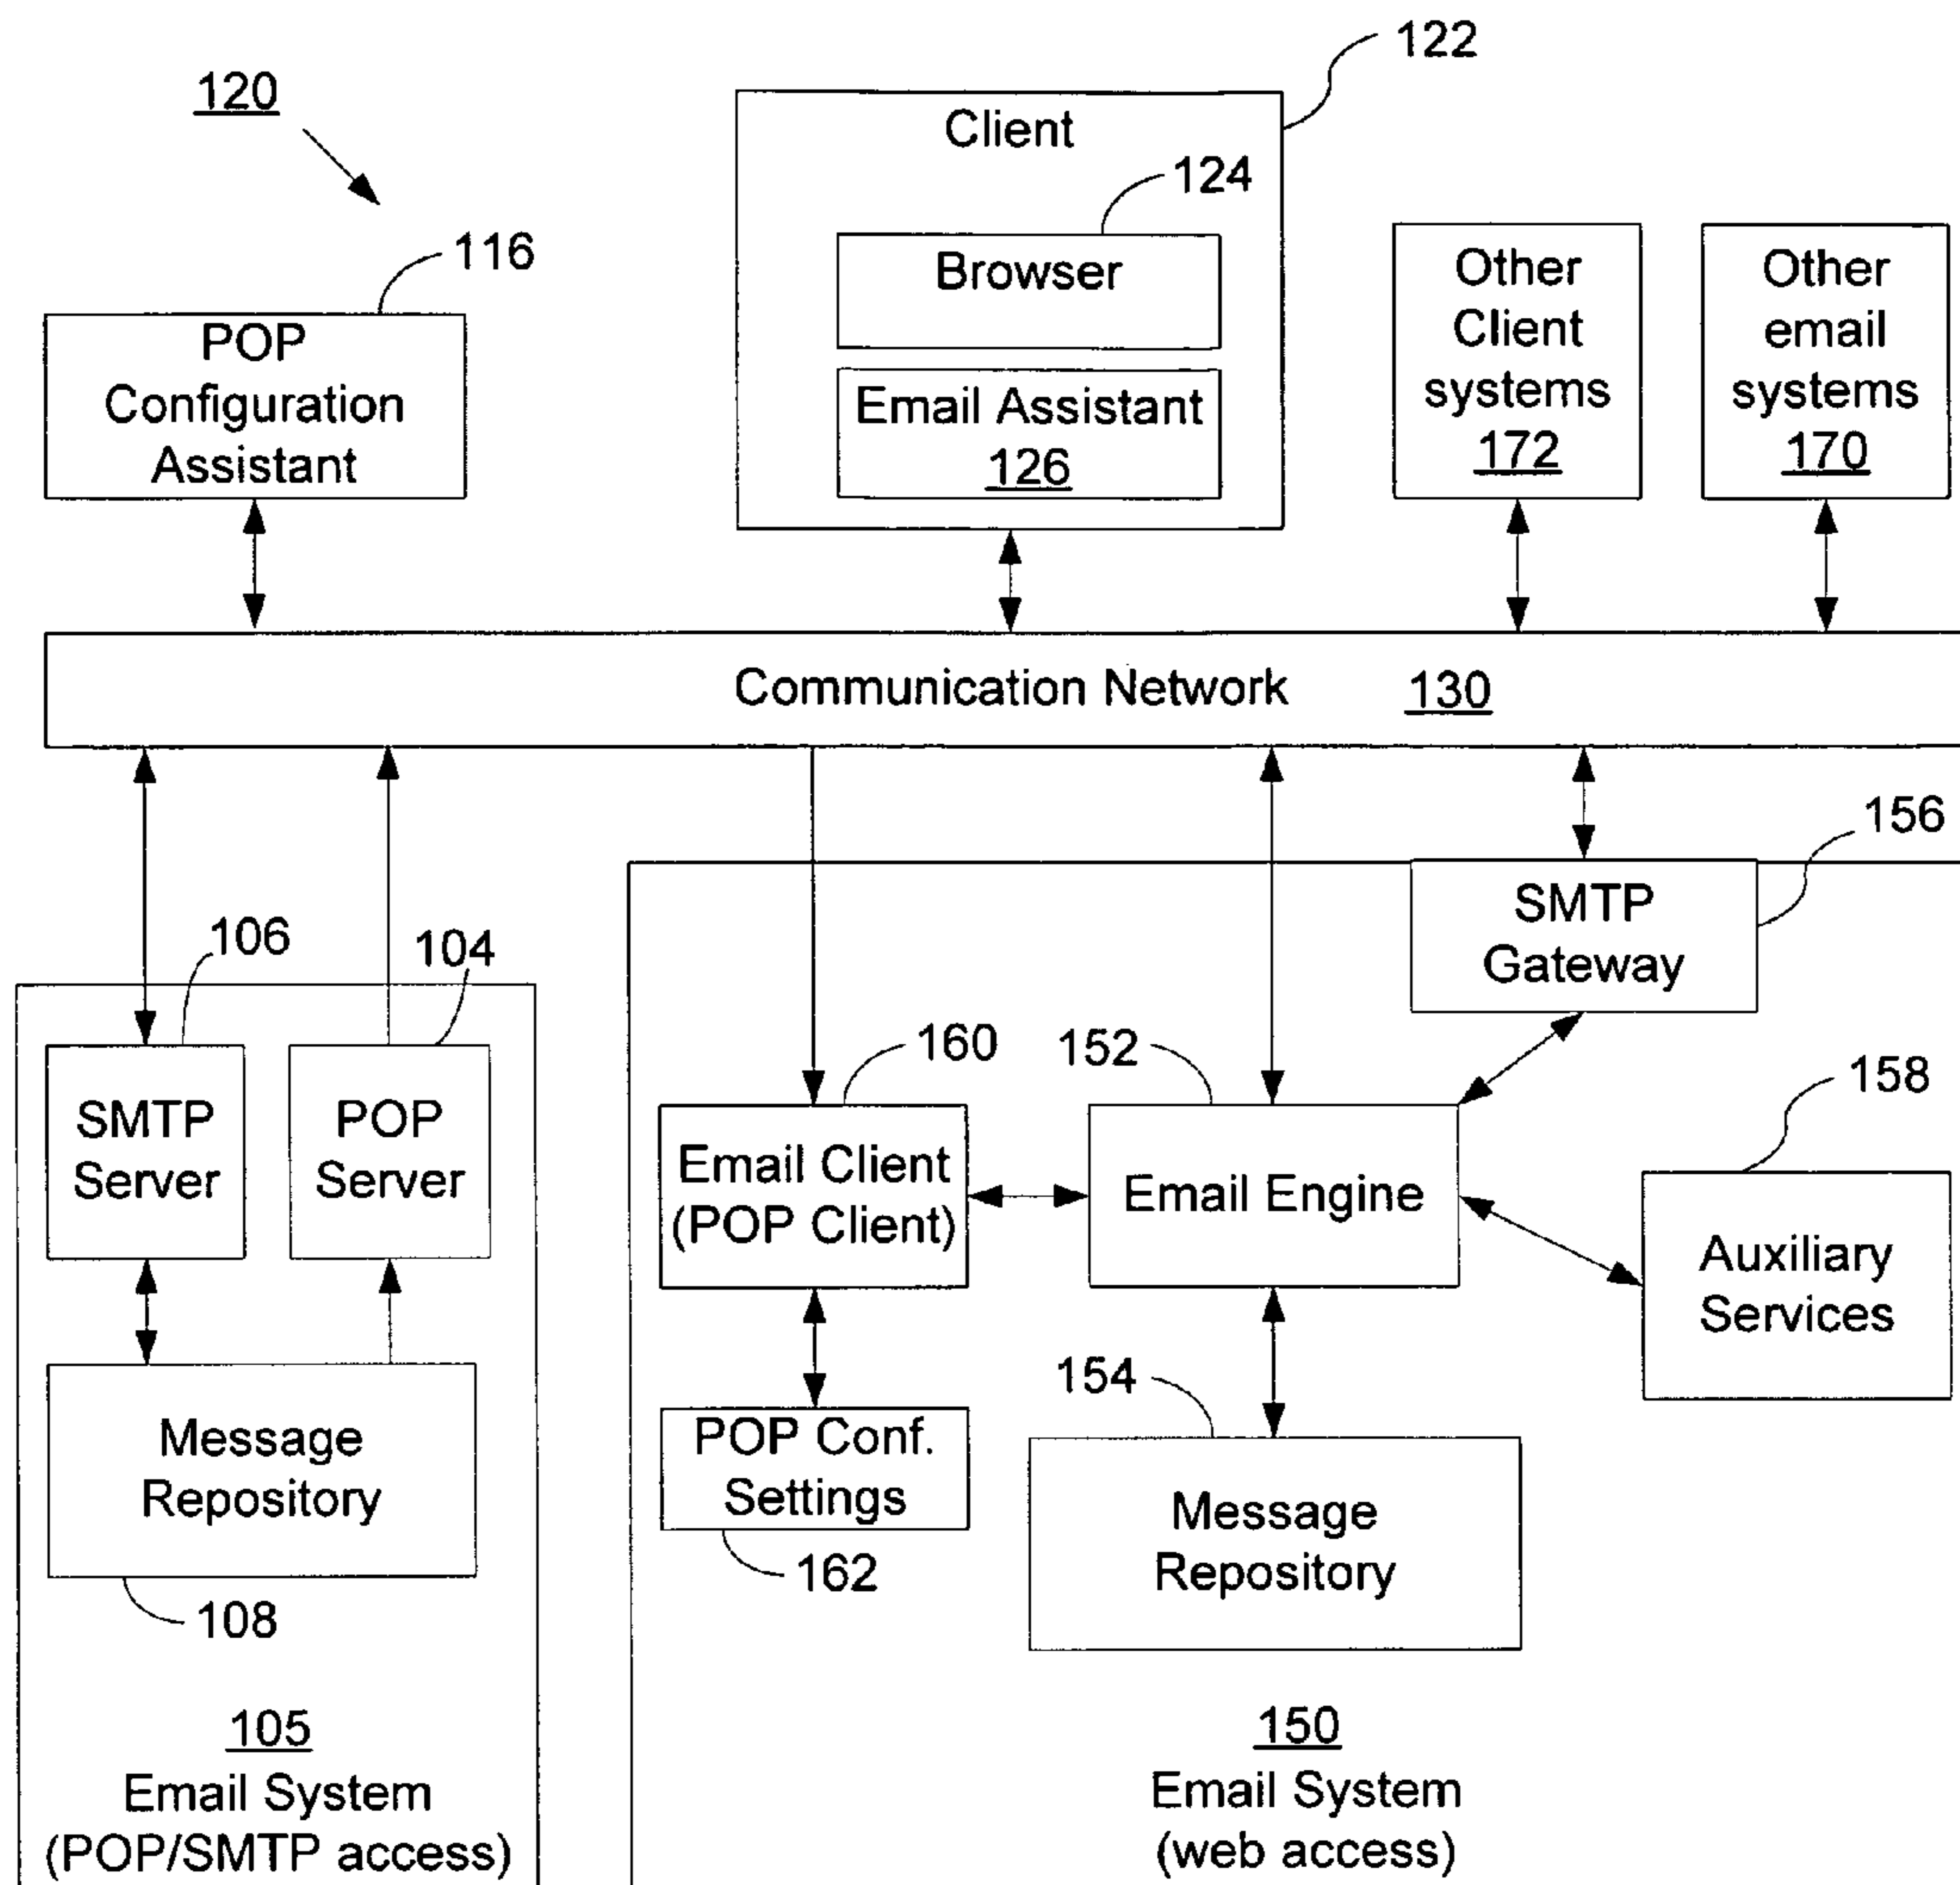 122
120
Client
124
116
Browser
Email Assistant
126
POP
Configuration
Assistant
Other
Client
systems
172
Other
email
systems
170
Communication Network 130
156
SMTP
Gateway
106
104
SMTP
Server
POP
Server
160
152
158
Email Client
(POP Client)
Email Engine
Auxiliary
Services
Message
Repository
108
POP Conf.
Settings
162
154
Message
Repository
105
Email System
(POP/SMTP access)
150
Email System
(web access)